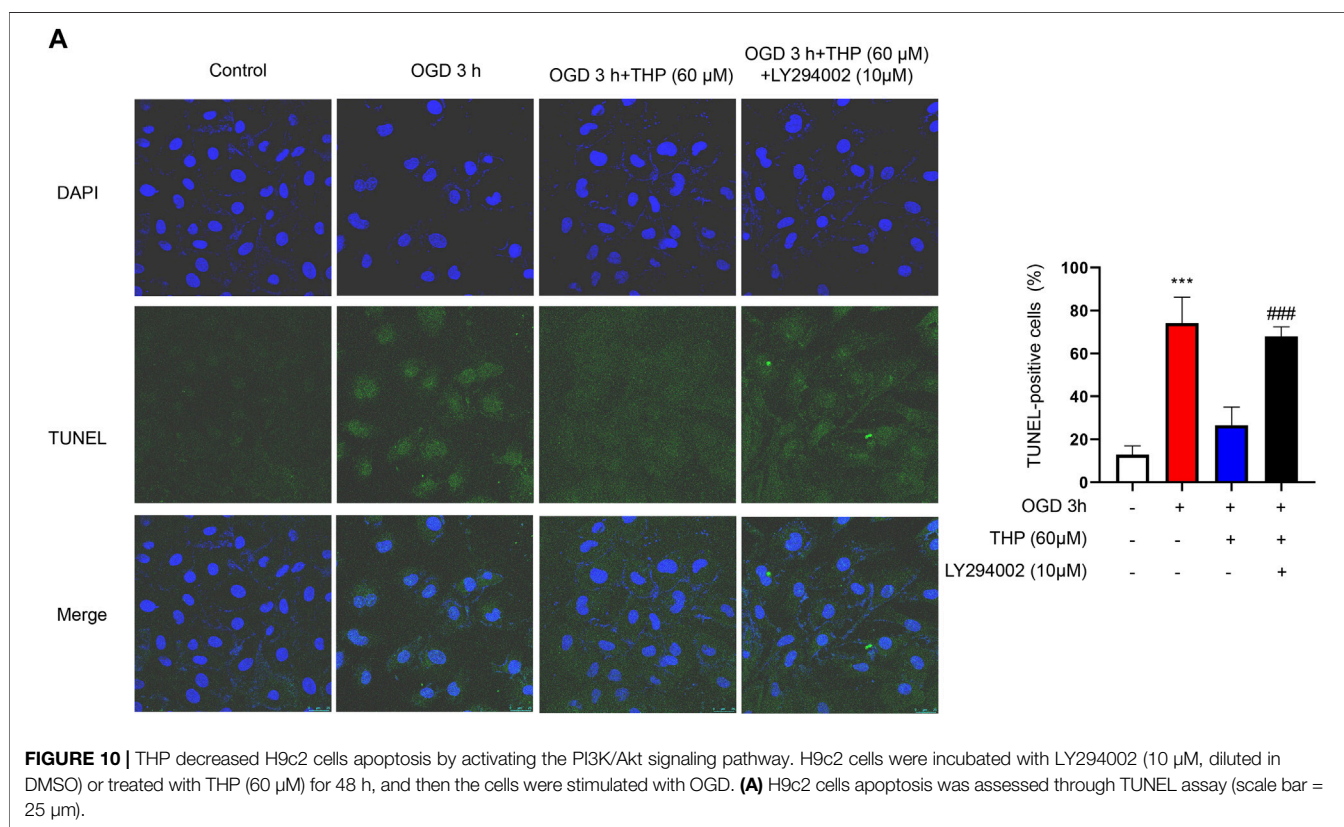 A
Control
OGD 3 h
OGD 3 h+THP (60 μM)
OGD 3 h+THP (60 μM)
+LY294002 (10μM)
DAPI
TUNEL
Merge
TUNEL-positive cells (%)
100
80
60
40
20
0
***
###
OGD 3h - + + +
THP (60μM) - - + +
LY294002 (10μM) - - - +
FIGURE 10 | THP decreased H9c2 cells apoptosis by activating the PI3K/Akt signaling pathway. H9c2 cells were incubated with LY294002 (10 μM, diluted in
DMSO) or treated with THP (60 μM) for 48 h, and then the cells were stimulated with OGD. (A) H9c2 cells apoptosis was assessed through TUNEL assay (scale bar =
25 μm).